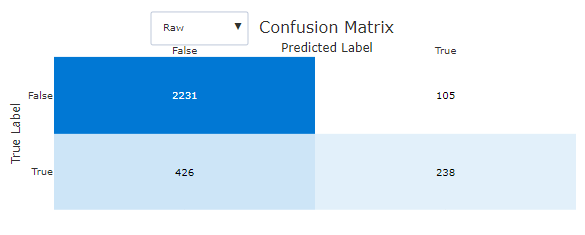 Raw ▼ Confusion Matrix
Predicted Label
False True
True Label
False 2231 105
True 426 238